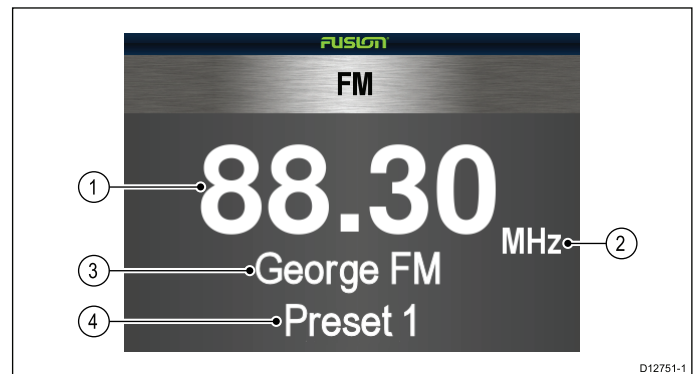 FUSION
FM
1
88.30
MHz
2
3
George FM
4
Preset 1
D12751-1